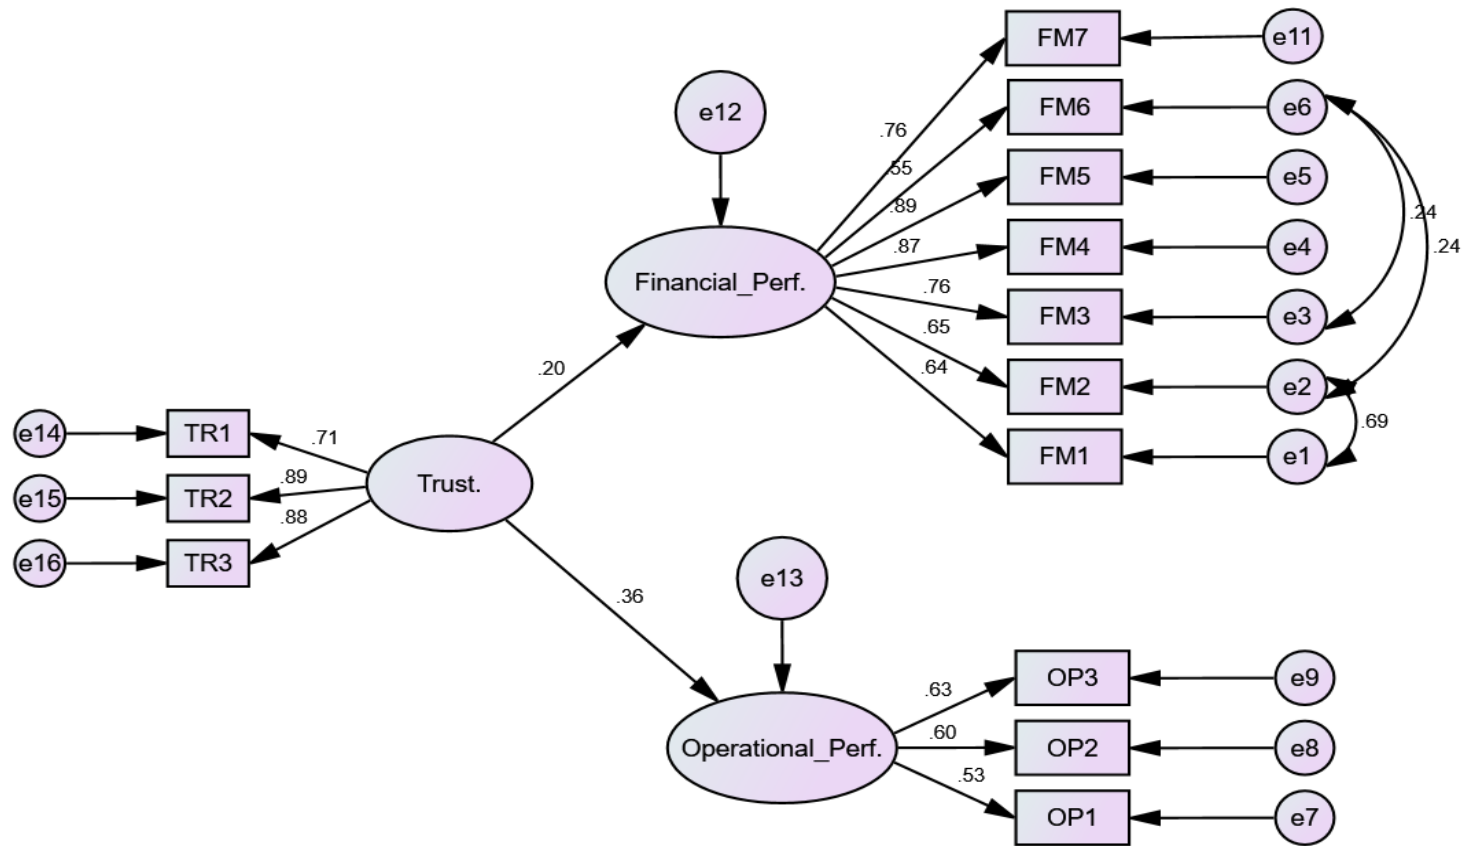 FM7
e11
FM6
e6
e12
.76
.55
FM5
e5
.89
.24
FM4
e4
.87
.24
Financial_Perf.
.76
FM3
e3
.65
.64
FM2
e2
.20
.69
FM1
e1
e14
TR1
.71
.89
Trust.
e15
TR2
.88
e16
TR3
e13
.36
OP3
e9
.63
.60
Operational_Perf.
OP2
e8
.53
OP1
e7